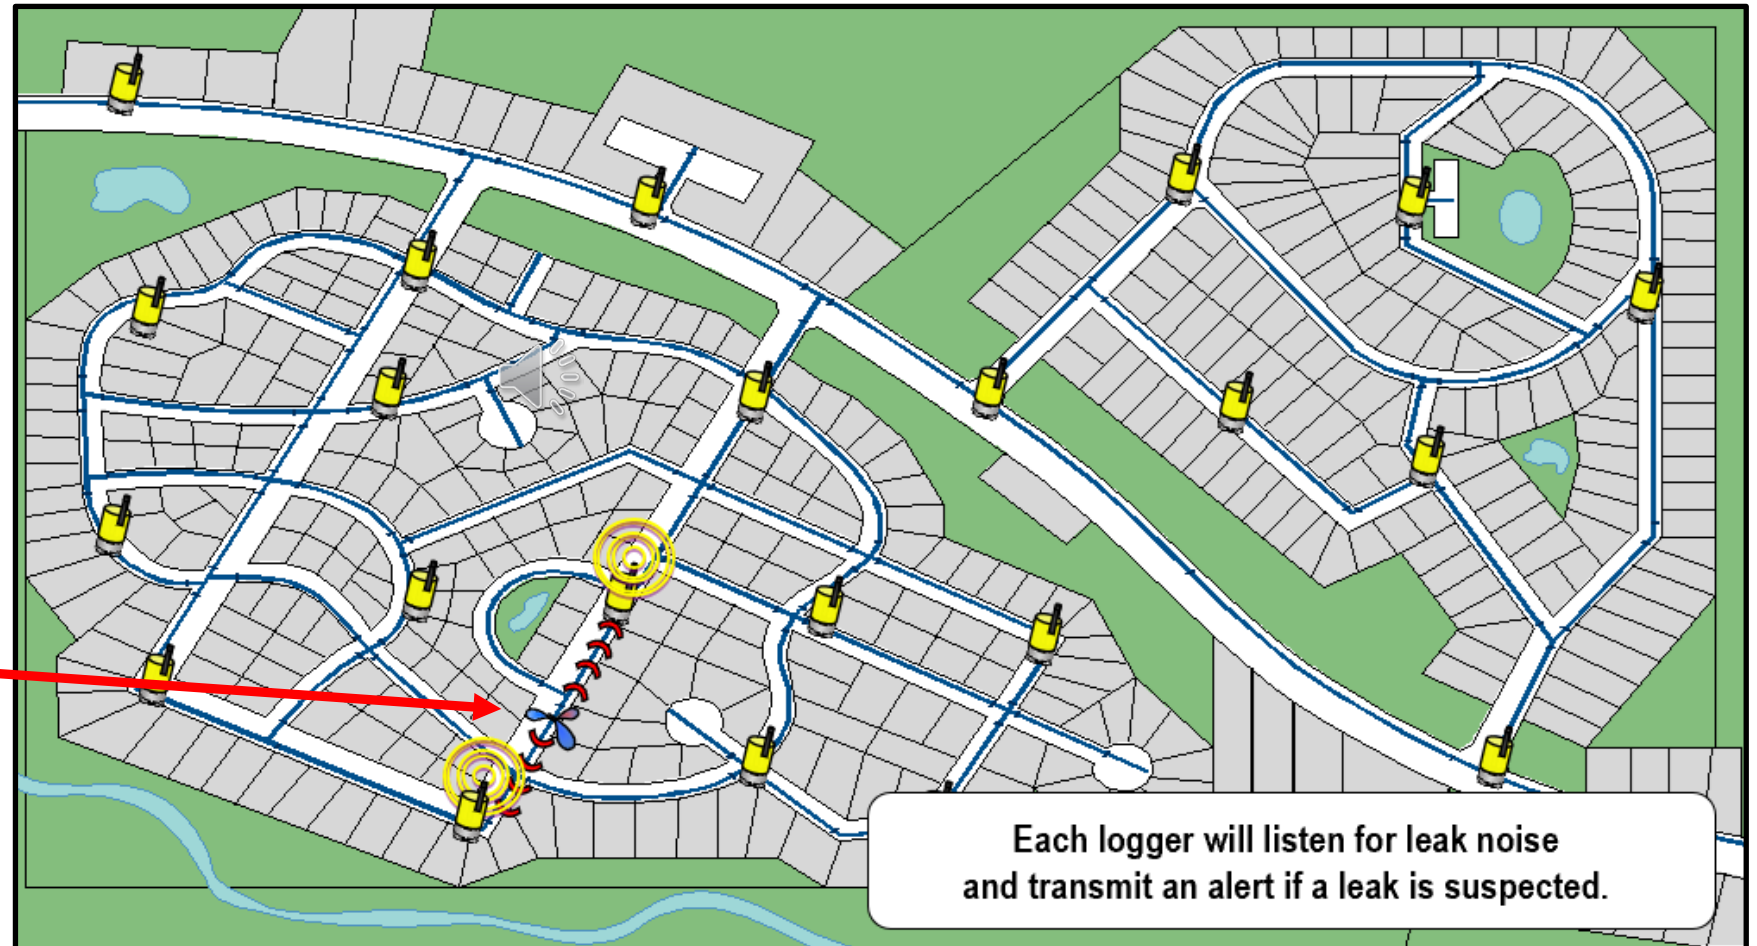 Each logger will listen for leak noise
and transmit an alert if a leak is suspected.